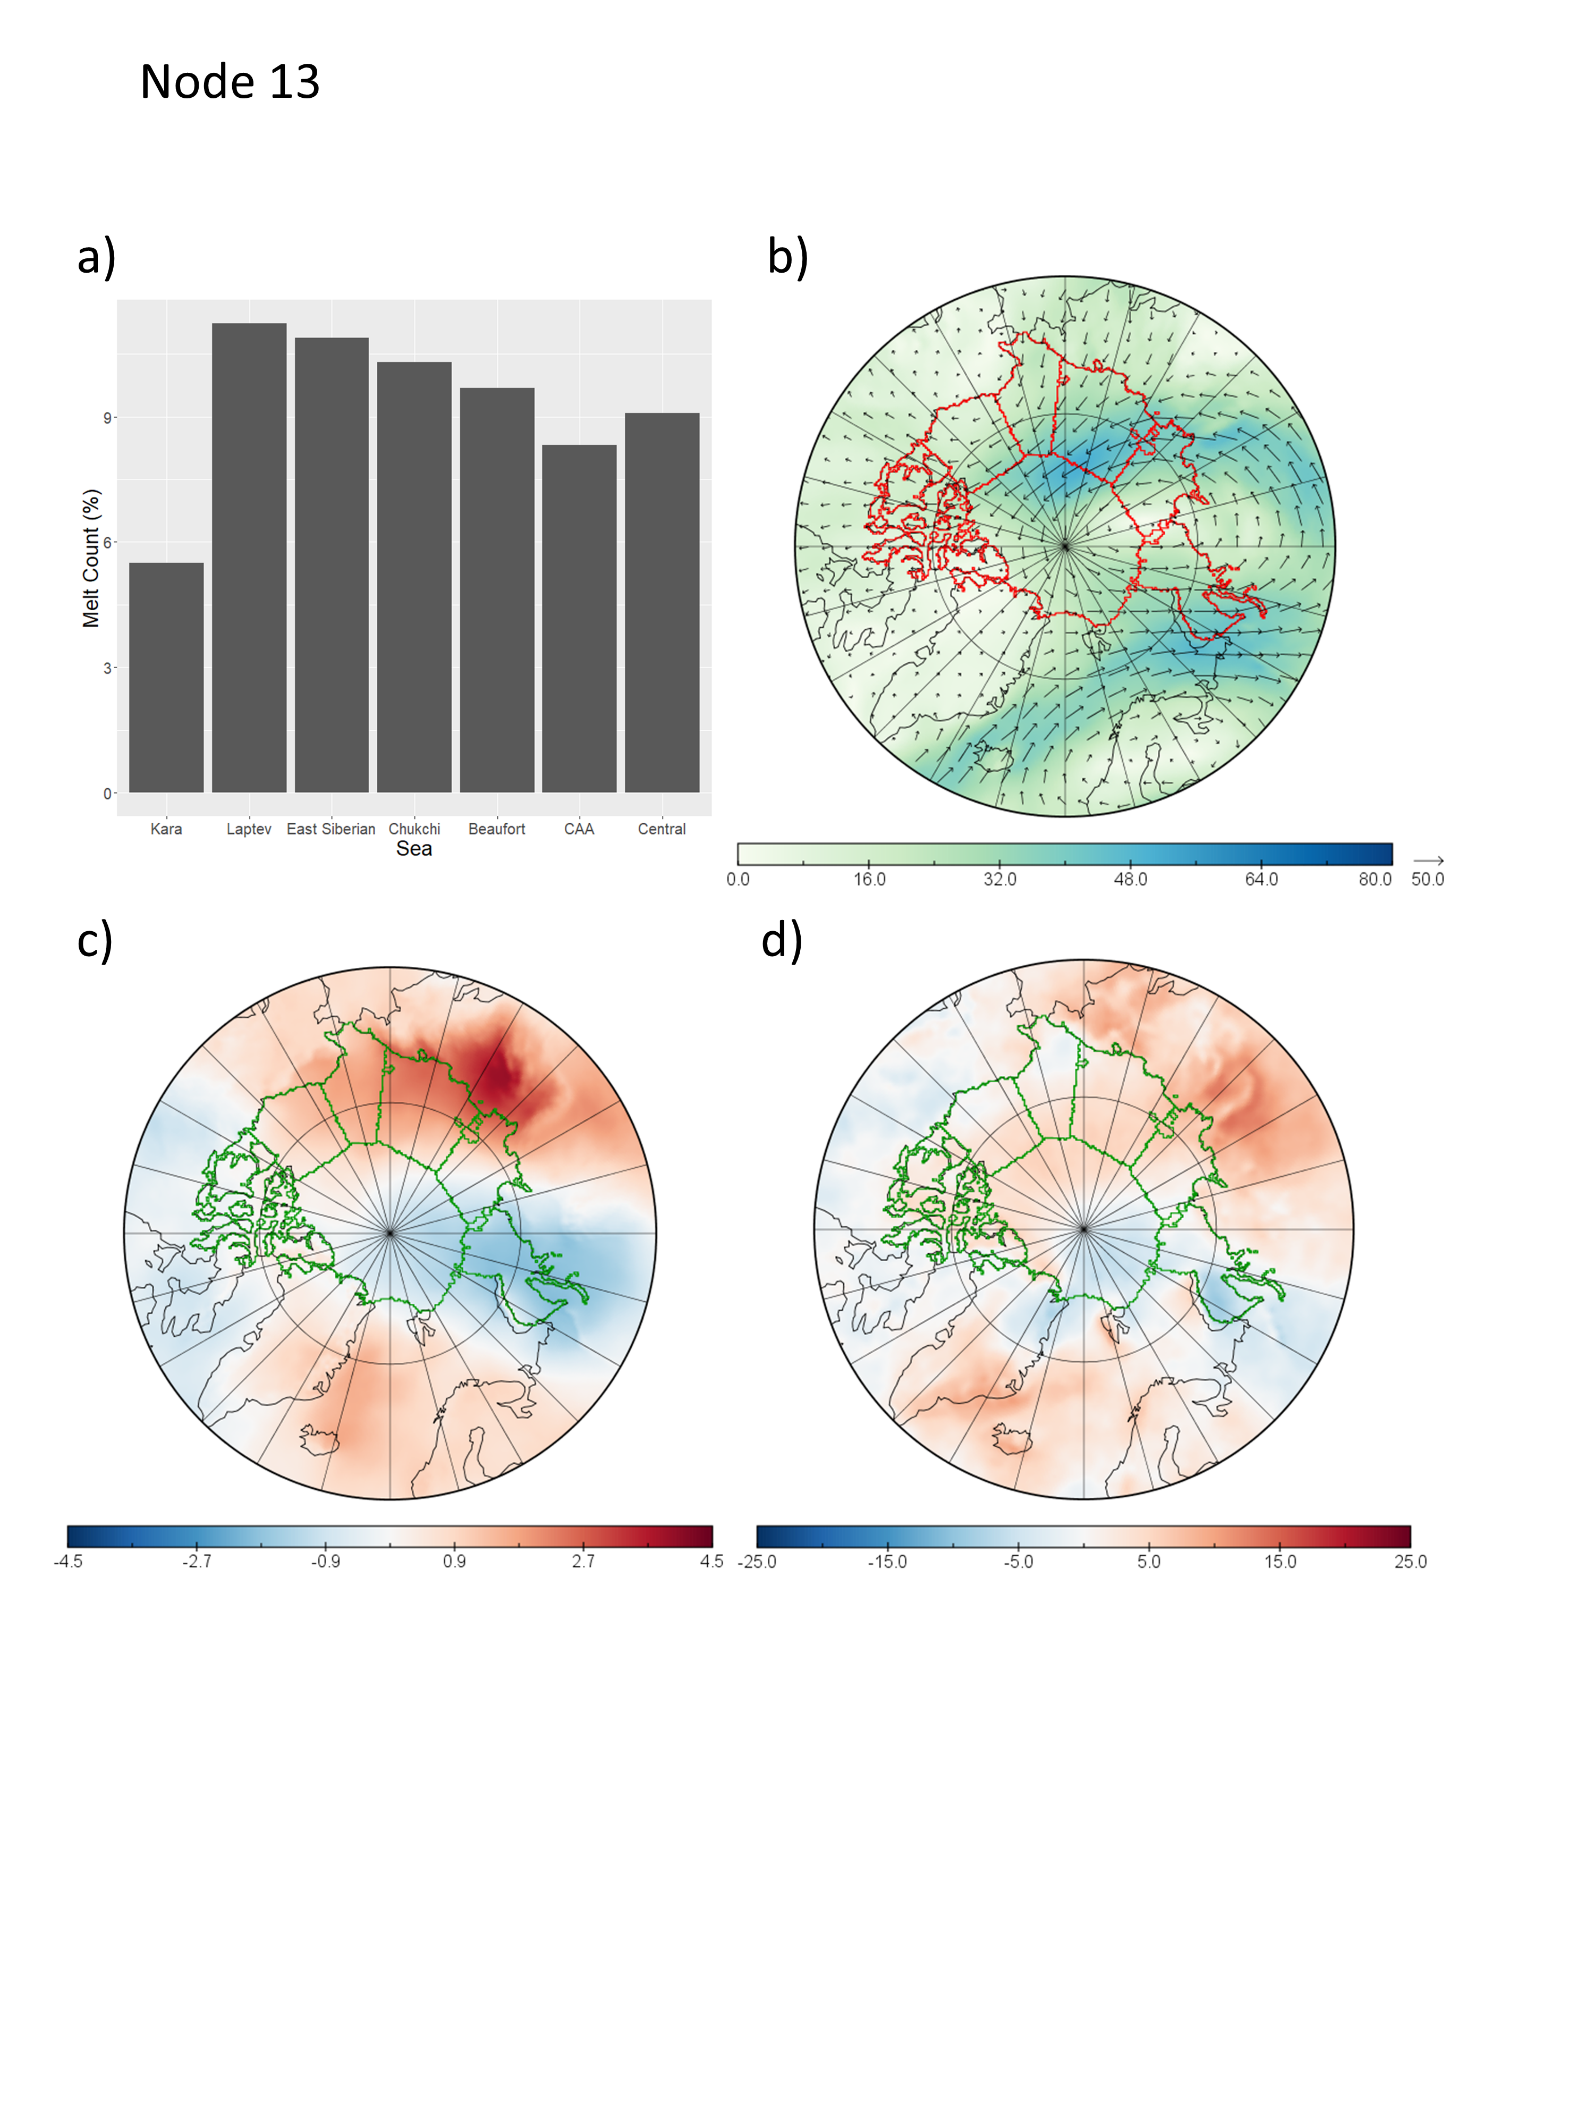 Node 13
a)
Melt Count (%)
9
6
3
0
Kara Laptev East Siberian Chukchi Beaufort CAA Central
Sea
b)
0.0 16.0 32.0 48.0 64.0 80.0 50.0
c)
-4.5 -2.7 -0.9 0.9 2.7 4.5
d)
-25.0 -15.0 -5.0 5.0 15.0 25.0